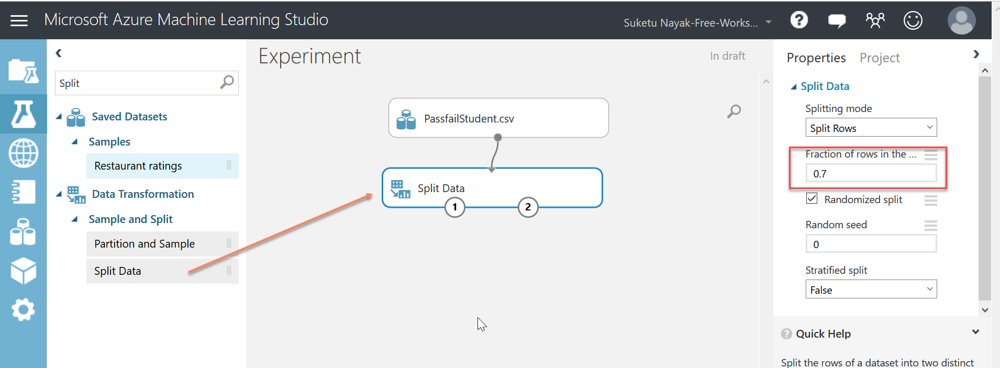 Microsoft Azure Machine Learning Studio
Suketu Nayak-Free-Works...
?
Split
Saved Datasets
Samples
Restaurant ratings
Data Transformation
Sample and Split
Partition and Sample
Split Data
Experiment
In draft
PassfailStudent.csv
Split Data
1
2
Properties
Project
Split Data
Splitting mode
Split Rows
Fraction of rows in the ...
0.7
Randomized split
Random seed
0
Stratified split
False
? Quick Help
Split the rows of a dataset into two distinct